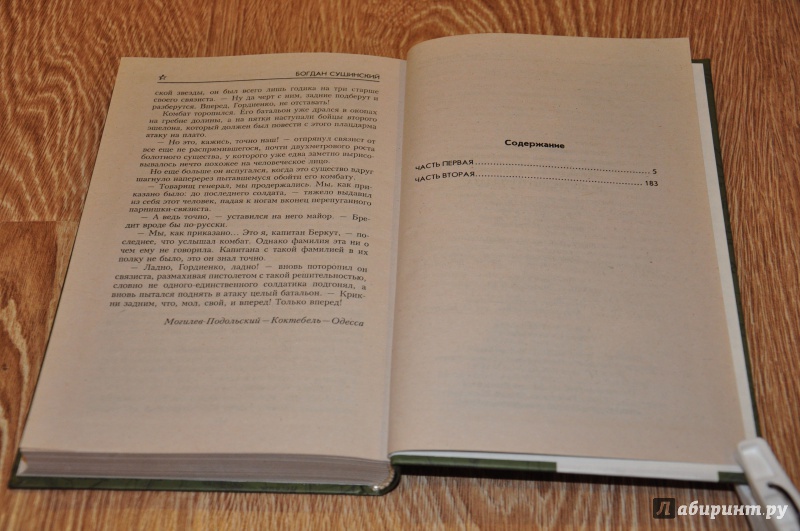 БОГДАН СУШИНСКИЙ
ской звезды, он был всего лишь годика на три старше
своего связиста. — Ну да черт с ним, задние подберут и
разберутся. Вперед, Гордиенко, не отставать!
Комбат торопился. Его батальон уже дрался в окопах
на гребне долины, а на пятки наступали бойцы второго
эшелона, который должен был повести с этого плацдарма
атаку на плато.
— Но это, кажись, точно наш! — отпрянул связист от
все еще не распрямившегося, почти двухметрового роста
болотного существа, у которого уже едва заметно вырисо-
вывалось нечто похожее на человеческое лицо.
Но еще больше он испугался, когда это существо вдруг
шагнуло наперерез пытавшемуся обойти его комбату.
— Товарищ генерал, мы продержались. Мы, как при-
казано было: до последнего солдата, — тяжело выдавил
из себя этот человек, падая к ногам вконец перепуганного
парнишки-связиста.
— А ведь точно, — уставился на него майор. — Бре-
дит вроде бы по-русски.
— Мы, как приказано... Это я, капитан Беркут, — по-
следнее, что услышал комбат. Однако фамилия эта ни о
чем ему не говорила. Капитана с такой фамилией в их
полку не было, это он знал точно.
— Ладно, Гордиенко, ладно! — вновь поторопил он
связиста, размахивая пистолетом с такой решительностью,
словно не одного-единственного солдатика подгонял, а
вновь пытался поднять в атаку целый батальон. — Крик-
ни задним, что, мол, свой, и вперед! Только вперед!
Могилев-Подольский — Коктебель — Одесса
Содержание
ЧАСТЬ ПЕРВАЯ........ 5
ЧАСТЬ ВТОРАЯ........ 183
Лабиринт.ру